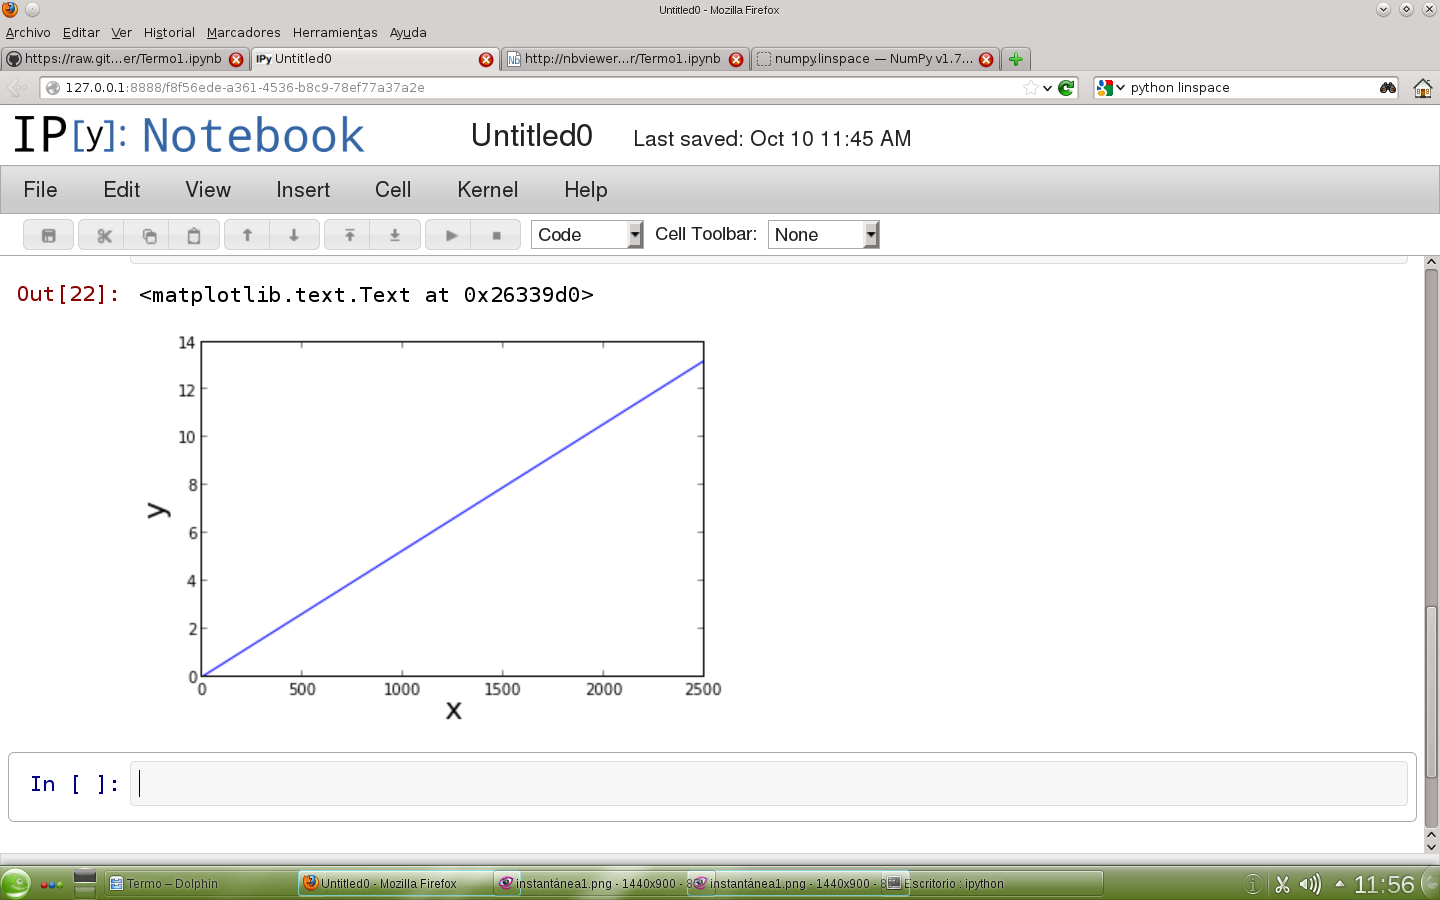 Untitled0 - Mozilla Firefox
Archivo Editar Ver Historial Marcadores Herramientas Ayuda
https://raw.git...er/Termo1.ipynb IPy Untitled0 http://nbviewer...r/Termo1.ipynb numpy.linspace — NumPy v1.7...
127.0.0.1:8888/f8f56ede-a361-4536-b8c9-78ef77a37a2e python linspace
IP[y]: Notebook Untitled0 Last saved: Oct 10 11:45 AM
File Edit View Insert Cell Kernel Help
Code Cell Toolbar: None
Out[22]: <matplotlib.text.Text at 0x26339d0>
14
12
10
8
y
6
4
2
0
0 500 1000 1500 2000 2500
x
In [ ]:
Termo – Dolphin Untitled0 - Mozilla Firefox instantánea1.png - 1440x900 - 8 instantánea1.png - 1440x900 - 8 Escritorio : ipython 11:56